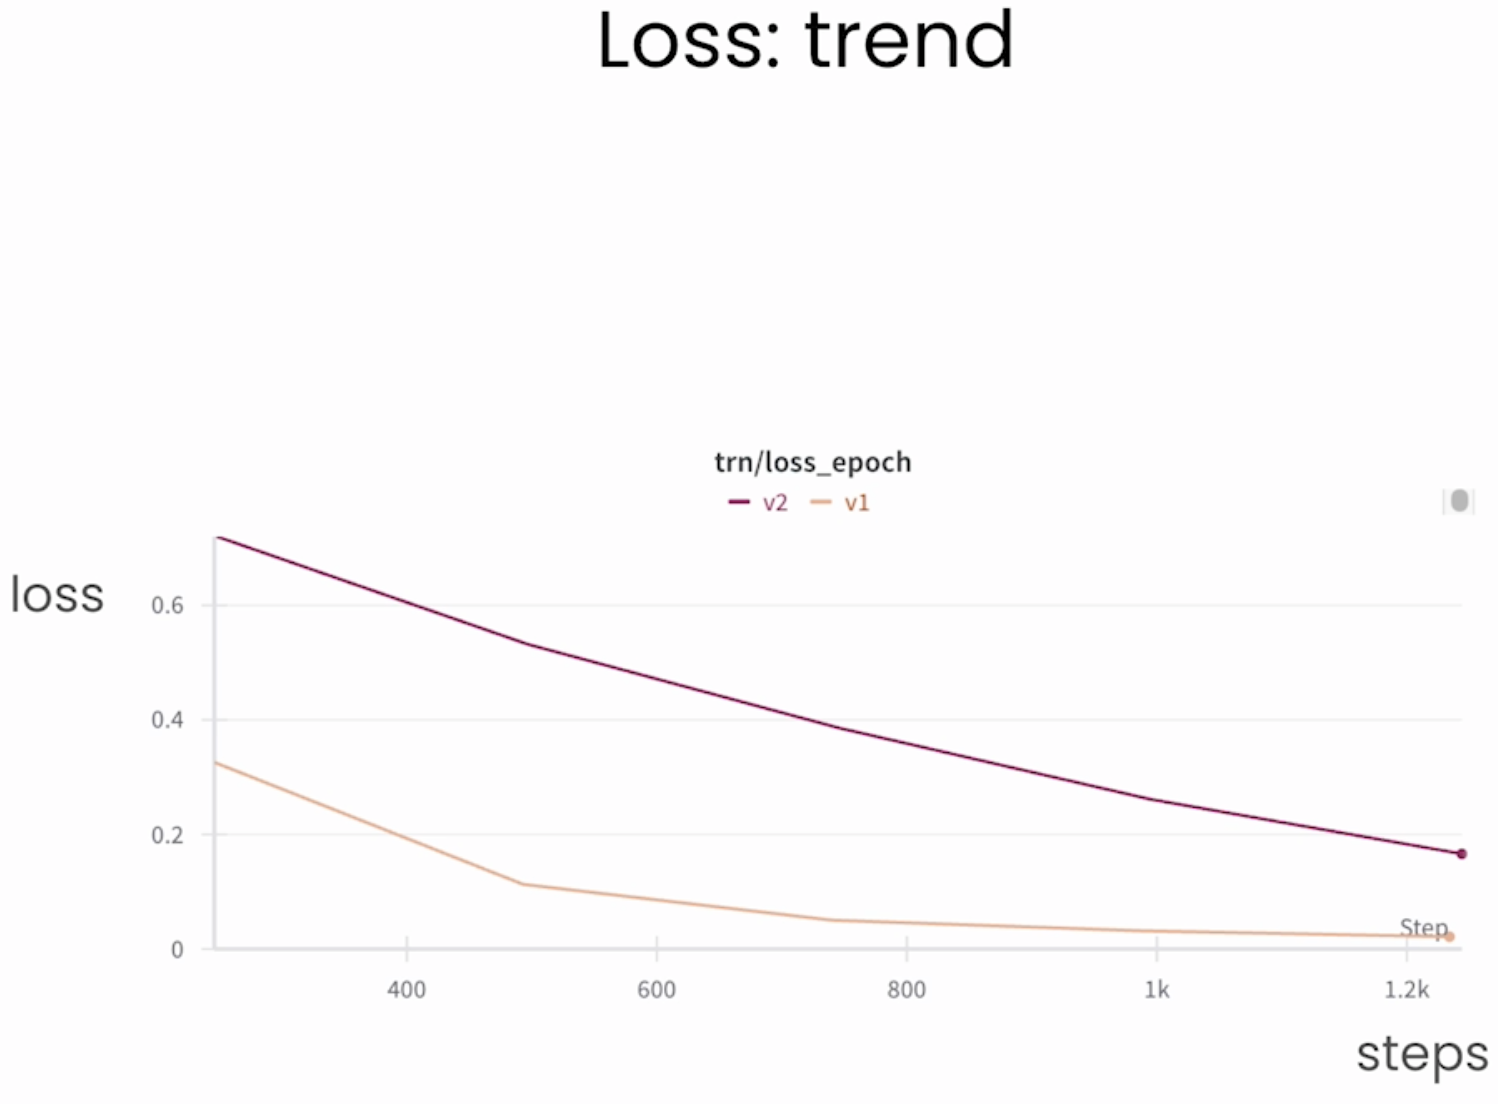 Loss: trend
trn/loss_epoch
v2 v1
loss
0.6
0.4
0.2
0
Step
400 600 800 1k 1.2k
steps